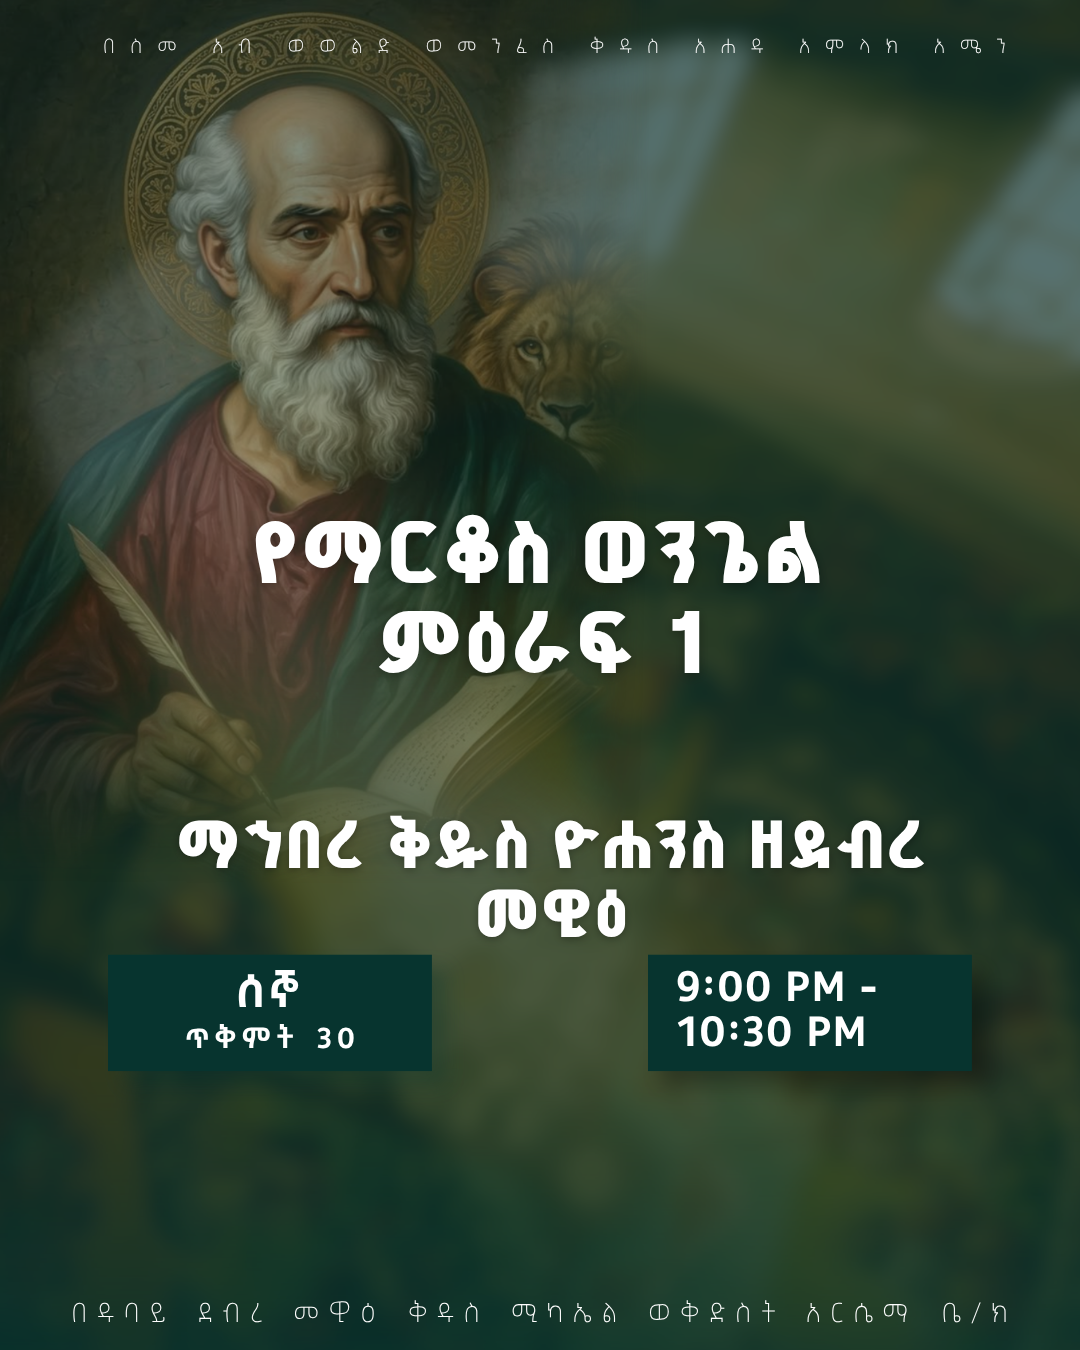 በስመ አብ ወወልድ ወመንፈስ ቅዱስ አሐዱ አምላክ አሜን
የማርቆስ ወንጌል
ምዕራፍ 1
ማኅበረ ቅዱስ ዮሐንስ ዘደብረ
መዊዕ
ሰኞ
ጥቅምት 30
9:00 PM -
10:30 PM
በዱባይ ደብረ መዊዕ ቅዱስ ሚካኤል ወቅድስት አርሴማ ቤ/ክ